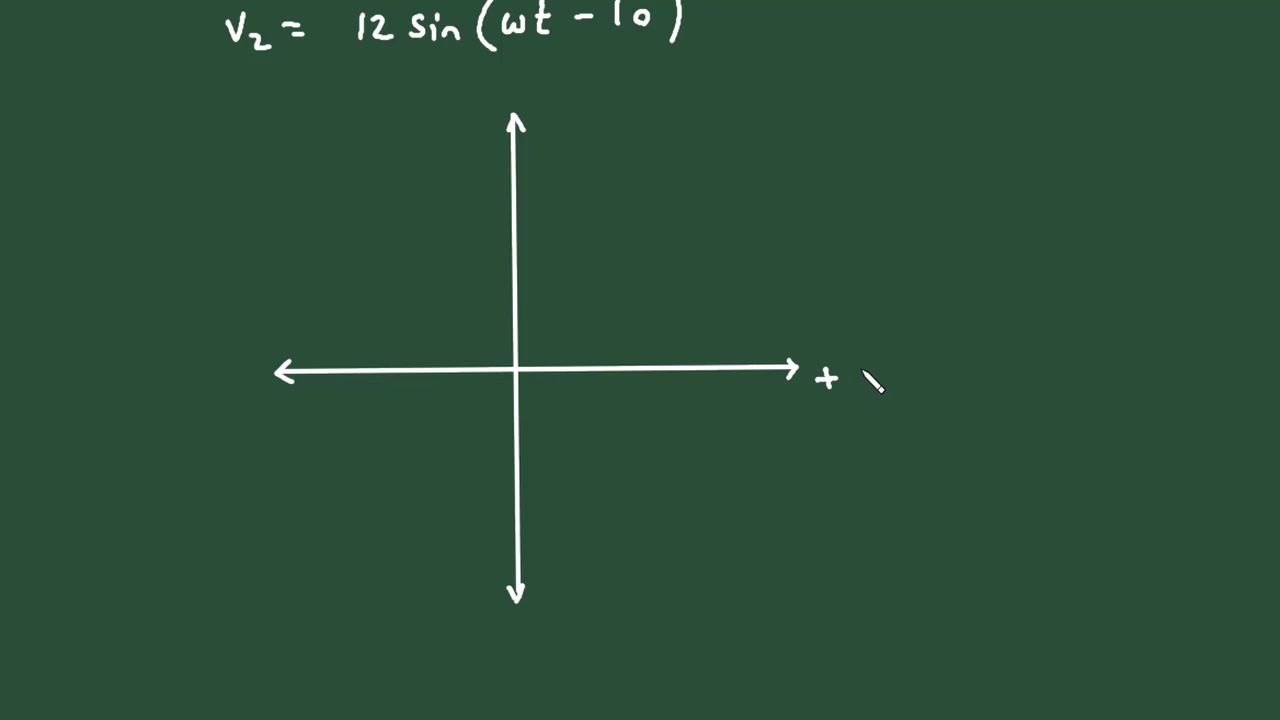 V₂ = 12 sin (ωt - 10)
+